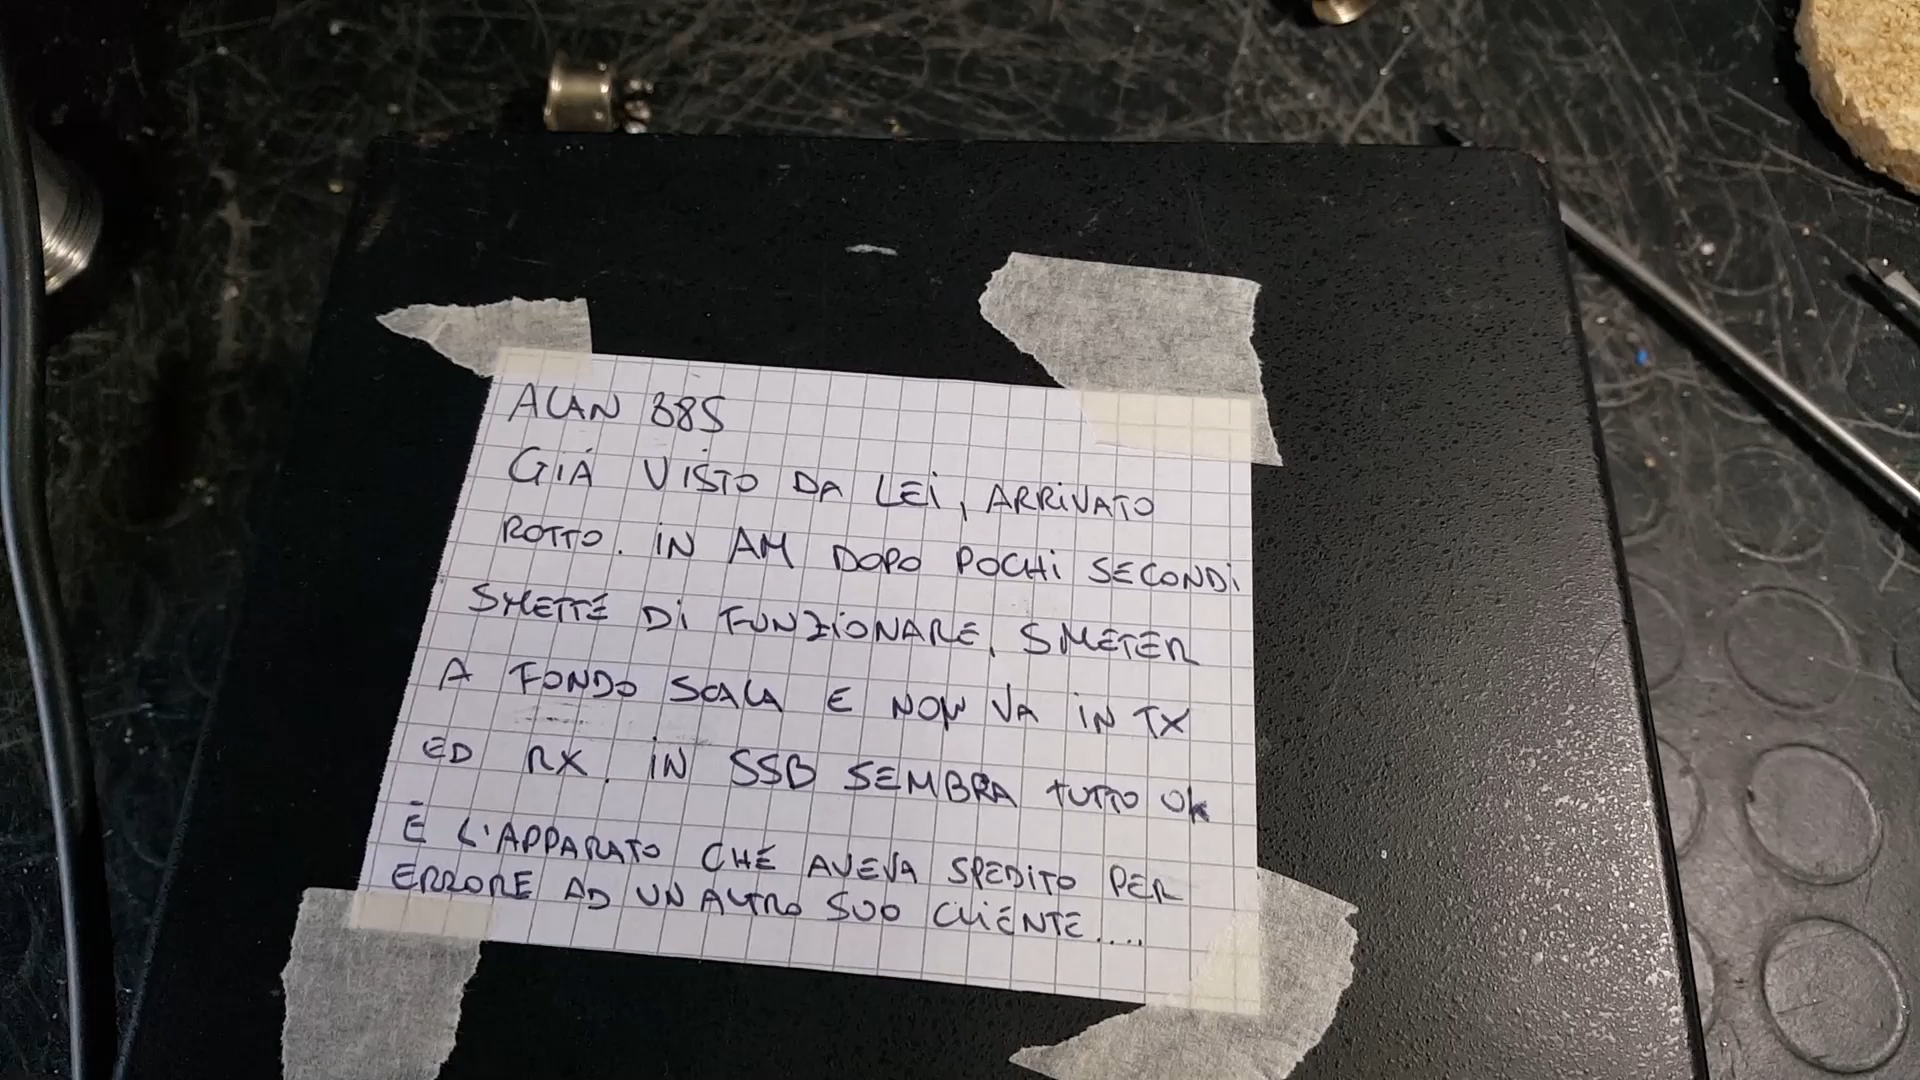 ALAN 88S
GIÁ VISTO DA LEI, ARRIVATO
ROTTO. IN AM DOPO POCHI SECONDI
SMETTE DI FUNZIONARE, SMETER
A FONDO SCALA E NON VA IN TX
ED RX. IN SSB SEMBRA TUTTO OK
È L'APPARATO CHE AVEVA SPEDITO PER
ERRORE AD UN ALTRO SUO CLIENTE....